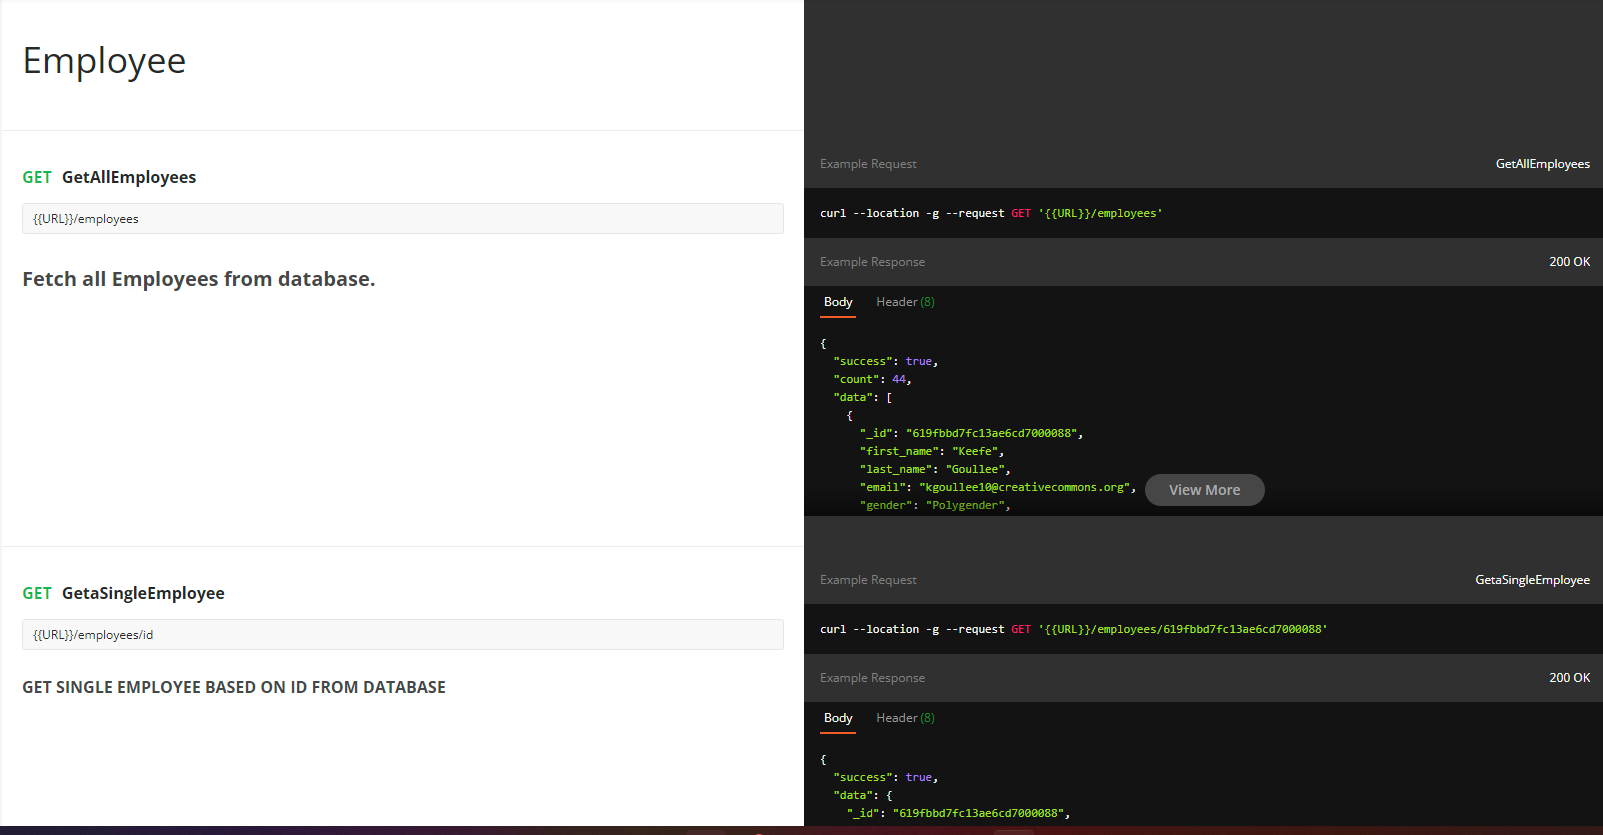 Employee
GET GetAllEmployees
{{URL}}/employees
Fetch all Employees from database.
Example Request GetAllEmployees
curl --location -g --request GET '{{URL}}/employees'
Example Response 200 OK
Body Header (8)
{
"success": true,
"count": 44,
"data": [
{
"_id": "619fbbd7fc13ae6cd7000088",
"first_name": "Keefe",
"last_name": "Goullee",
"email": "kgoullee10@creativecommons.org",
"gender": "Polygender",
View More
GET GetaSingleEmployee
{{URL}}/employees/id
GET SINGLE EMPLOYEE BASED ON ID FROM DATABASE
Example Request GetaSingleEmployee
curl --location -g --request GET '{{URL}}/employees/619fbbd7fc13ae6cd7000088'
Example Response 200 OK
Body Header (8)
{
"success": true,
"data": {
"_id": "619fbbd7fc13ae6cd7000088",